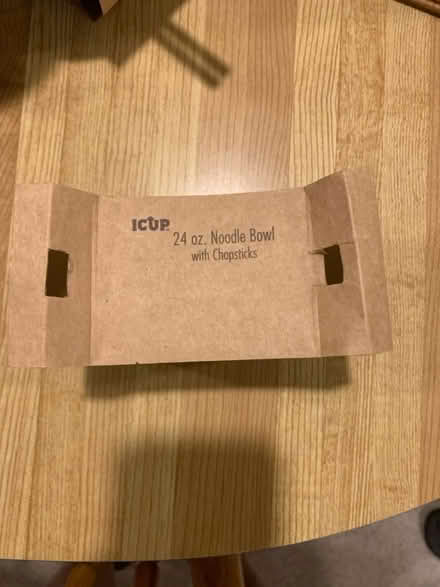 ICUP
24 oz. Noodle Bowl
with Chopsticks